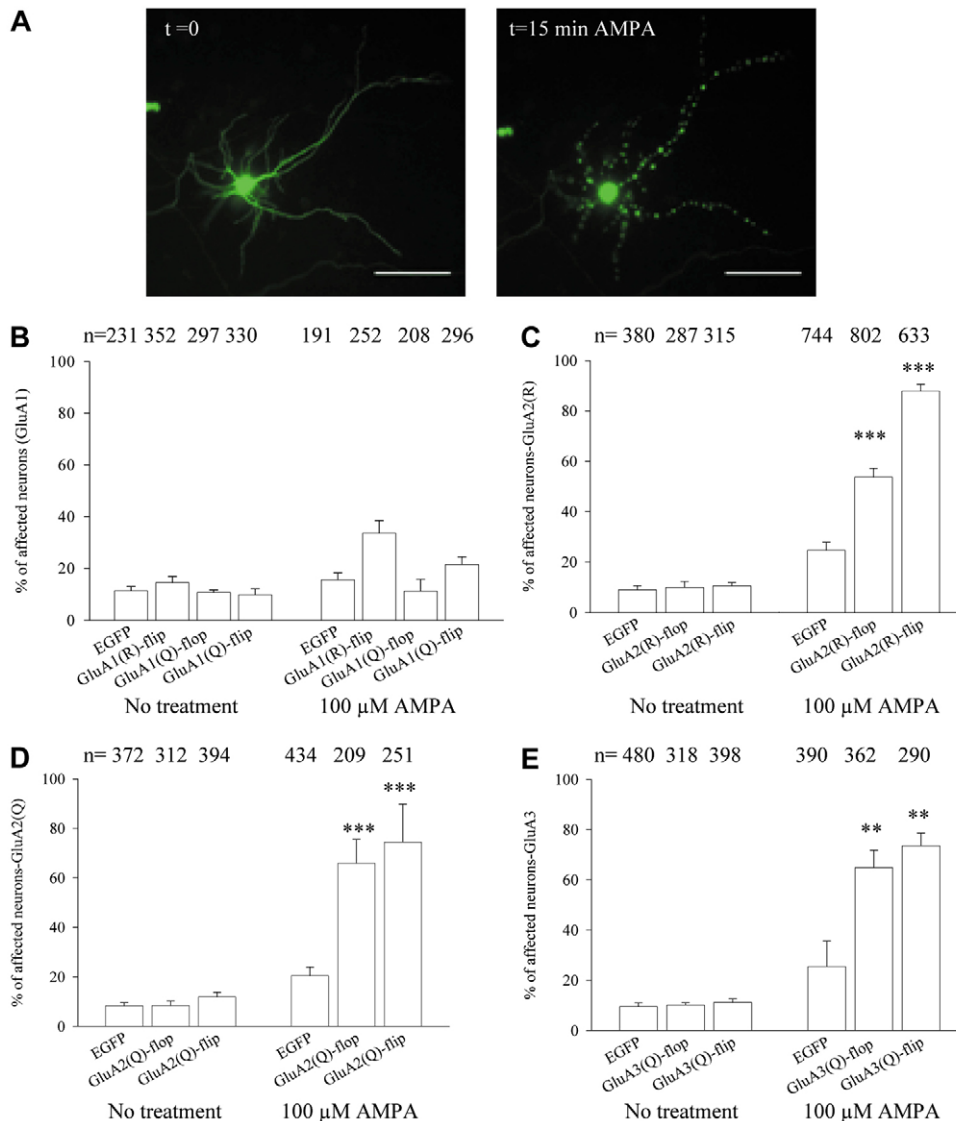 A
t =0
t=15 min AMPA
B
n=231 352 297 330 191 252 208 296
% of affected neurons (GluA1)
100
80
60
40
20
0
EGFP
GluA1(R)-flip
GluA1(Q)-flop
GluA1(Q)-flip
EGFP
GluA1(R)-flip
GluA1(Q)-flop
GluA1(Q)-flip
No treatment
100 µM AMPA
C
n= 380 287 315 744 802 633
% of affected neurons-GluA2(R)
100
80
60
40
20
0
***
***
EGFP
GluA2(R)-flop
GluA2(R)-flip
EGFP
GluA2(R)-flop
GluA2(R)-flip
No treatment
100 µM AMPA
D
n= 372 312 394 434 209 251
% of affected neurons-GluA2(Q)
100
80
60
40
20
0
***
***
EGFP
GluA2(Q)-flop
GluA2(Q)-flip
EGFP
GluA2(Q)-flop
GluA2(Q)-flip
No treatment
100 µM AMPA
E
n= 480 318 398 390 362 290
% of affected neurons-GluA3
100
80
60
40
20
0
**
**
EGFP
GluA3(Q)-flop
GluA3(Q)-flip
EGFP
GluA3(Q)-flop
GluA3(Q)-flip
No treatment
100 µM AMPA